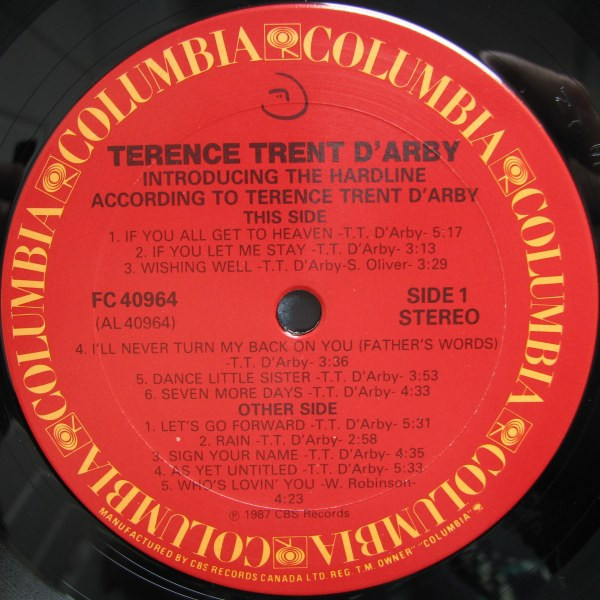 COLUMBIA COLUMBIA COLUMBIA COLUMBIA COLUMBIA COLUMBIA
TERENCE TRENT D'ARBY
INTRODUCING THE HARDLINE
ACCORDING TO TERENCE TRENT D'ARBY
THIS SIDE
1. IF YOU ALL GET TO HEAVEN -T.T. D'Arby- 5:17
2. IF YOU LET ME STAY -T.T. D'Arby- 3:13
3. WISHING WELL -T.T. D'Arby-S. Oliver- 3:29
FC 40964 SIDE 1
(AL 40964) STEREO
4. I'LL NEVER TURN MY BACK ON YOU (FATHER'S WORDS)
-T.T. D'Arby- 3:36
5. DANCE LITTLE SISTER -T.T. D'Arby- 3:53
6. SEVEN MORE DAYS -T.T. D'Arby- 4:33
OTHER SIDE
1. LET'S GO FORWARD -T.T. D'Arby- 5:31
2. RAIN -T.T. D'Arby- 2:58
3. SIGN YOUR NAME -T.T. D'Arby- 4:35
4. AS YET UNTITLED -T.T. D'Arby- 5:33
5. WHO'S LOVIN' YOU -W. Robinson-
4:23
℗ 1987 CBS Records
MANUFACTURED BY CBS RECORDS CANADA LTD. REG. T.M. OWNER "COLUMBIA"